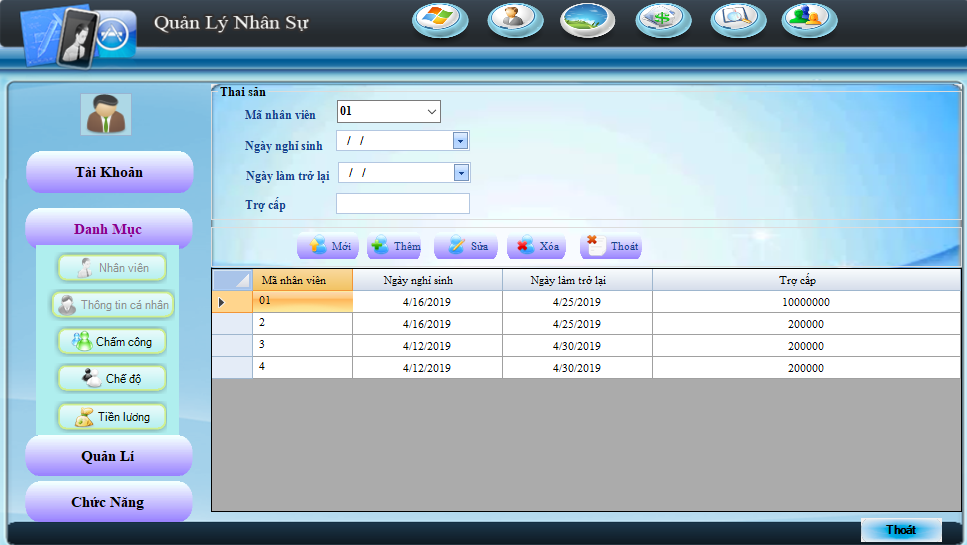 Quản Lý Nhân Sự
Tài Khoản
Danh Mục
Nhân viên
Thông tin cá nhân
Chấm công
Chế độ
Tiền lương
Quản Lí
Chức Năng
Thai sản
Mã nhân viên 01
Ngày nghỉ sinh / /
Ngày làm trở lại / /
Trợ cấp
Mới Thêm Sửa Xóa Thoát
Mã nhân viên Ngày nghỉ sinh Ngày làm trở lại Trợ cấp
01 4/16/2019 4/25/2019 10000000
2 4/16/2019 4/25/2019 200000
3 4/12/2019 4/30/2019 200000
4 4/12/2019 4/30/2019 200000
Thoát